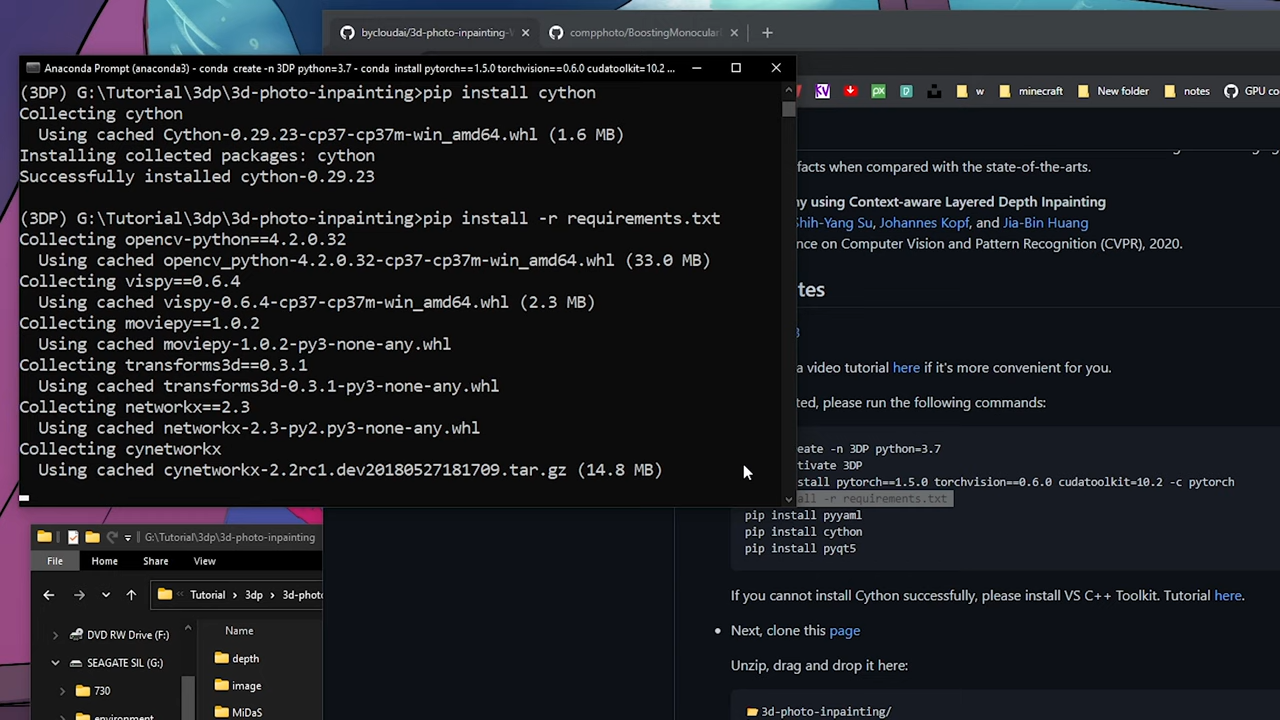 bycloudai/3d-photo-inpainting-
compphoto/BoostingMonocular
Anaconda Prompt (anaconda3) - conda create -n 3DP python=3.7 - conda install pytorch==1.5.0 torchvision==0.6.0 cudatoolkit=10.2 ...
(3DP) G:\Tutorial\3dp\3d-photo-inpainting>pip install cython
Collecting cython
Using cached Cython-0.29.23-cp37-cp37m-win_amd64.whl (1.6 MB)
Installing collected packages: cython
Successfully installed cython-0.29.23
(3DP) G:\Tutorial\3dp\3d-photo-inpainting>pip install -r requirements.txt
Collecting opencv-python==4.2.0.32
Using cached opencv_python-4.2.0.32-cp37-cp37m-win_amd64.whl (33.0 MB)
Collecting vispy==0.6.4
Using cached vispy-0.6.4-cp37-cp37m-win_amd64.whl (2.3 MB)
Collecting moviepy==1.0.2
Using cached moviepy-1.0.2-py3-none-any.whl
Collecting transforms3d==0.3.1
Using cached transforms3d-0.3.1-py3-none-any.whl
Collecting networkx==2.3
Using cached networkx-2.3-py2.py3-none-any.whl
Collecting cynetworkx
Using cached cynetworkx-2.2rc1.dev20180527181709.tar.gz (14.8 MB)
KV
px
w
minecraft
New folder
notes
GPU co
facts when compared with the state-of-the-arts.
y using Context-aware Layered Depth Inpainting
Shih-Yang Su, Johannes Kopf, and Jia-Bin Huang
nce on Computer Vision and Pattern Recognition (CVPR), 2020.
tes
a video tutorial here if it's more convenient for you.
ted, please run the following commands:
eate -n 3DP python=3.7
tivate 3DP
stall pytorch==1.5.0 torchvision==0.6.0 cudatoolkit=10.2 -c pytorch
all -r requirements.txt
pip install pyyaml
pip install cython
pip install pyqt5
If you cannot install Cython successfully, please install VS C++ Toolkit. Tutorial here.
Next, clone this page
Unzip, drag and drop it here:
3d-photo-inpainting/
G:\Tutorial\3dp\3d-photo-inpainting
File Home Share View
Tutorial > 3dp > 3d-phot
DVD RW Drive (F:)
SEAGATE SIL (G:)
730
environment
Name
depth
image
MiDaS